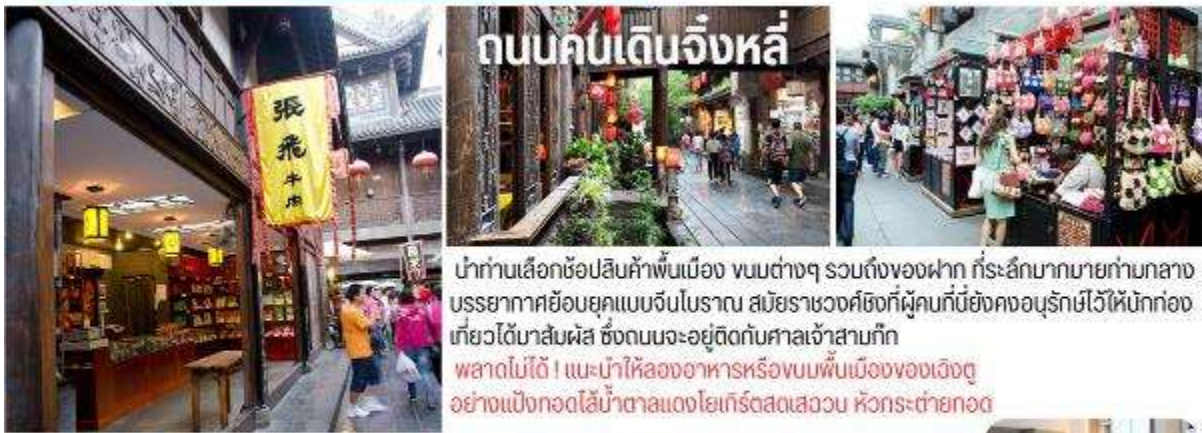 張飛牛肉
ถนนคนเดินจิ๋งหลี่
นำท่านเลือกช้อปสินค้าพื้นเมือง ขนมต่างๆ รวมถึงของฝาก ที่ระลึกมากมายท่ามกลาง
บรรยากาศย้อนยุคแบบจีนโบราณ สมัยราชวงศ์ชิงที่ผู้คนที่นี่ยังคงอนุรักษ์ไว้ให้นักท่อง
เที่ยวได้มาสัมผัส ซึ่งถนนจะอยู่ติดกับศาลเจ้าสามก๊ก
พลาดไม่ได้ ! แนะนำให้ลองอาหารหรือขนมพื้นเมืองของเฉิงตู
อย่างแป้งทอดไส้น้ำตาลแดงโยเกิร์ตสดเสฉวน หัวกระต่ายทอด